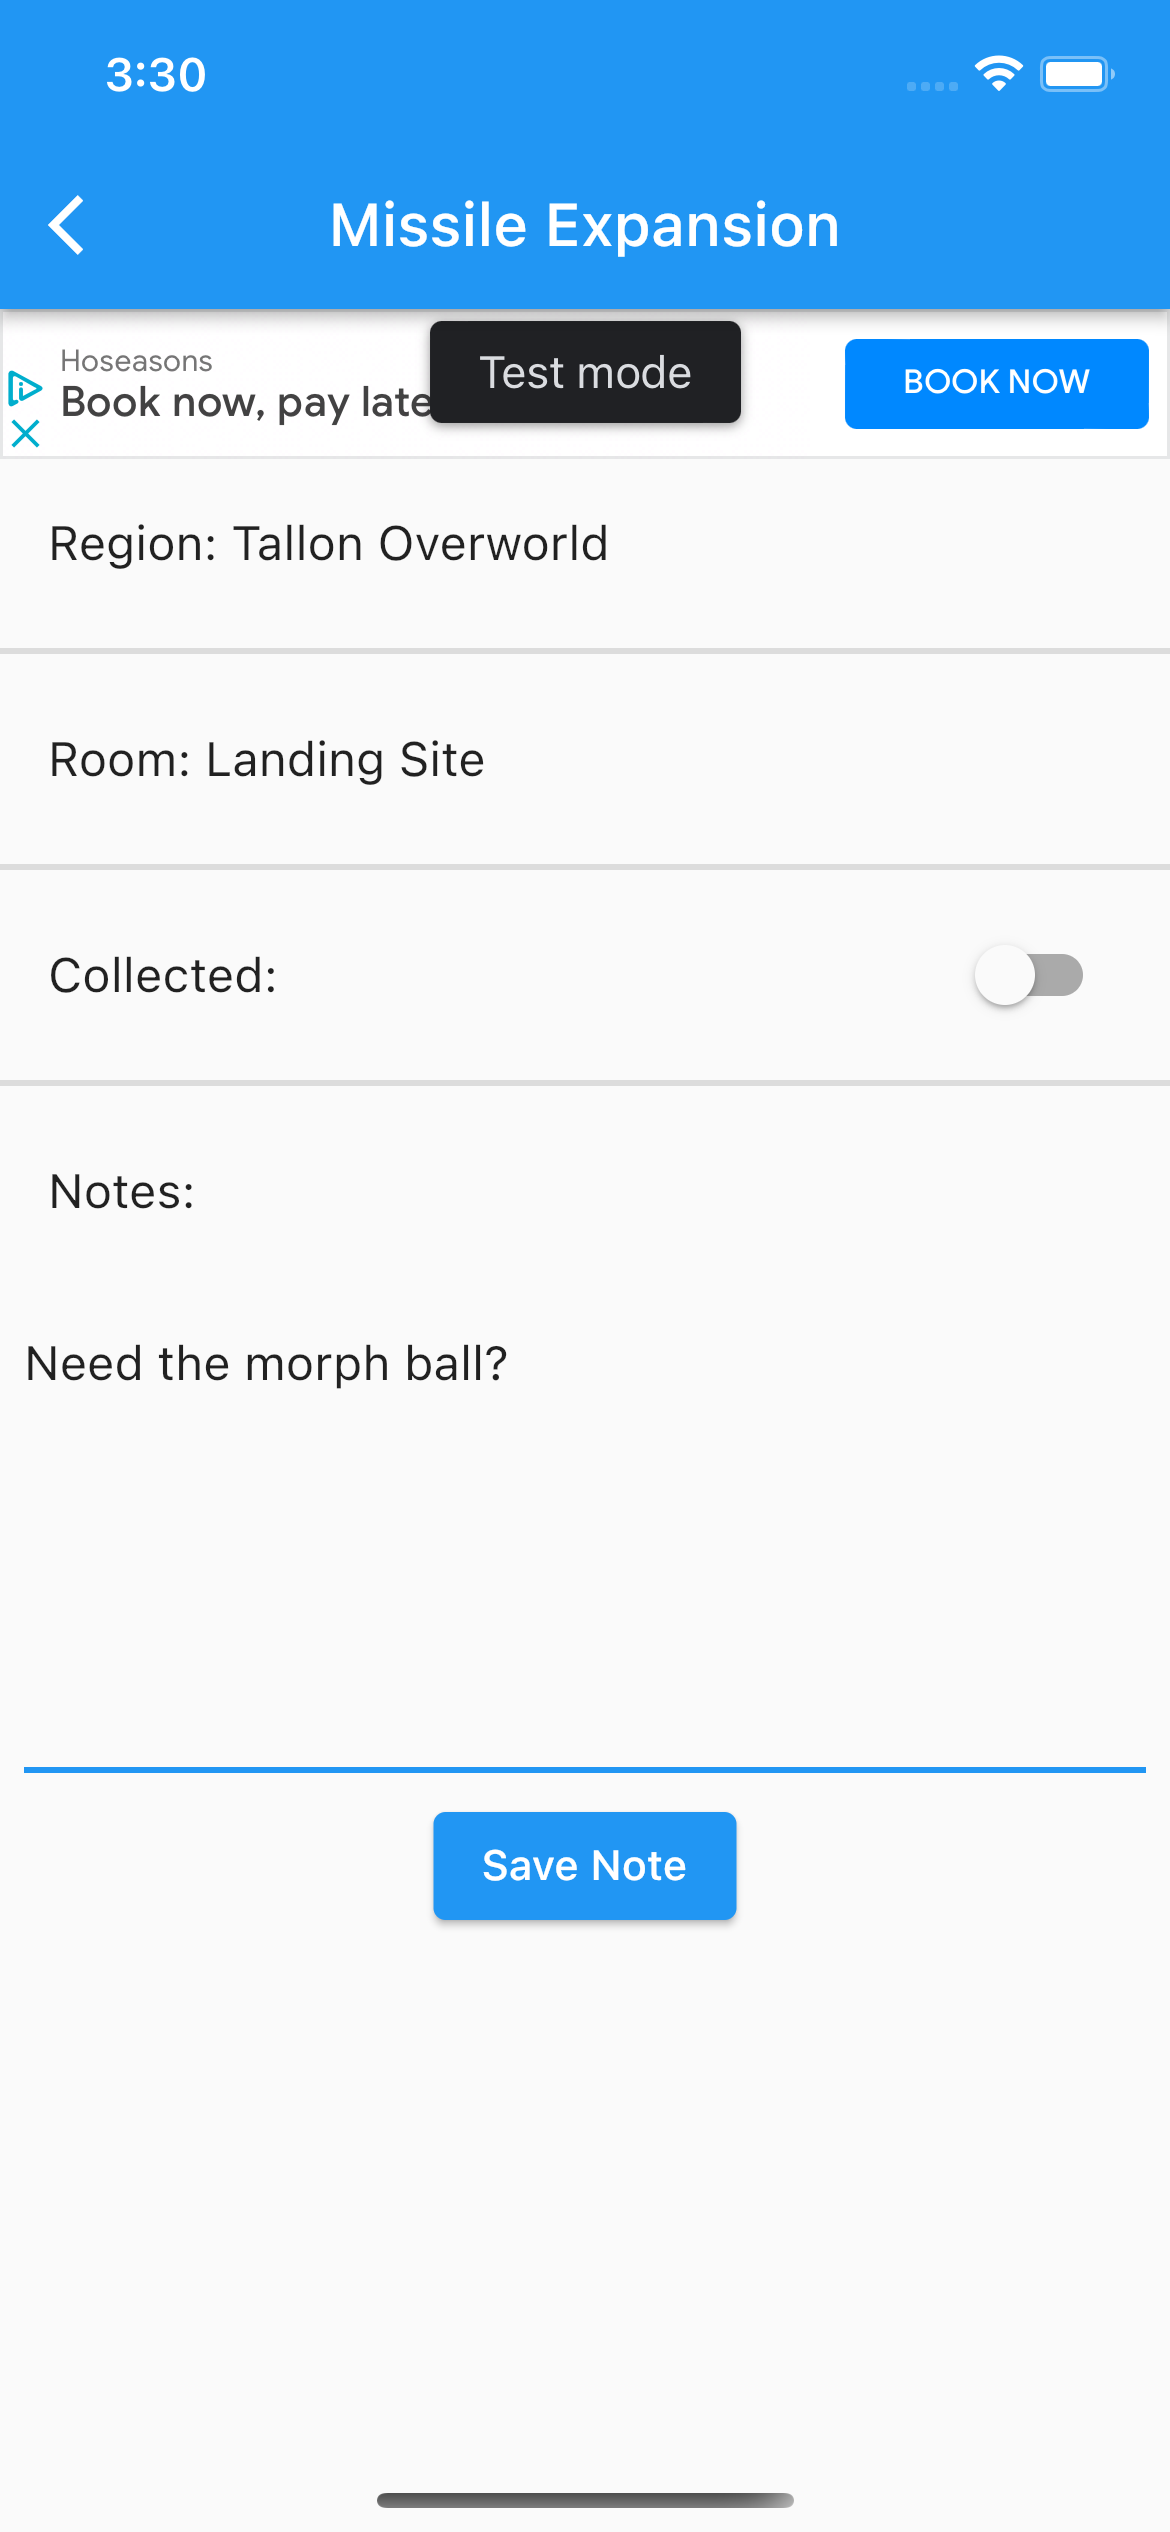 3:30
Missile Expansion
Hoseasons
Book now, pay late
Test mode
BOOK NOW
Region: Tallon Overworld
Room: Landing Site
Collected:
Notes:
Need the morph ball?
Save Note